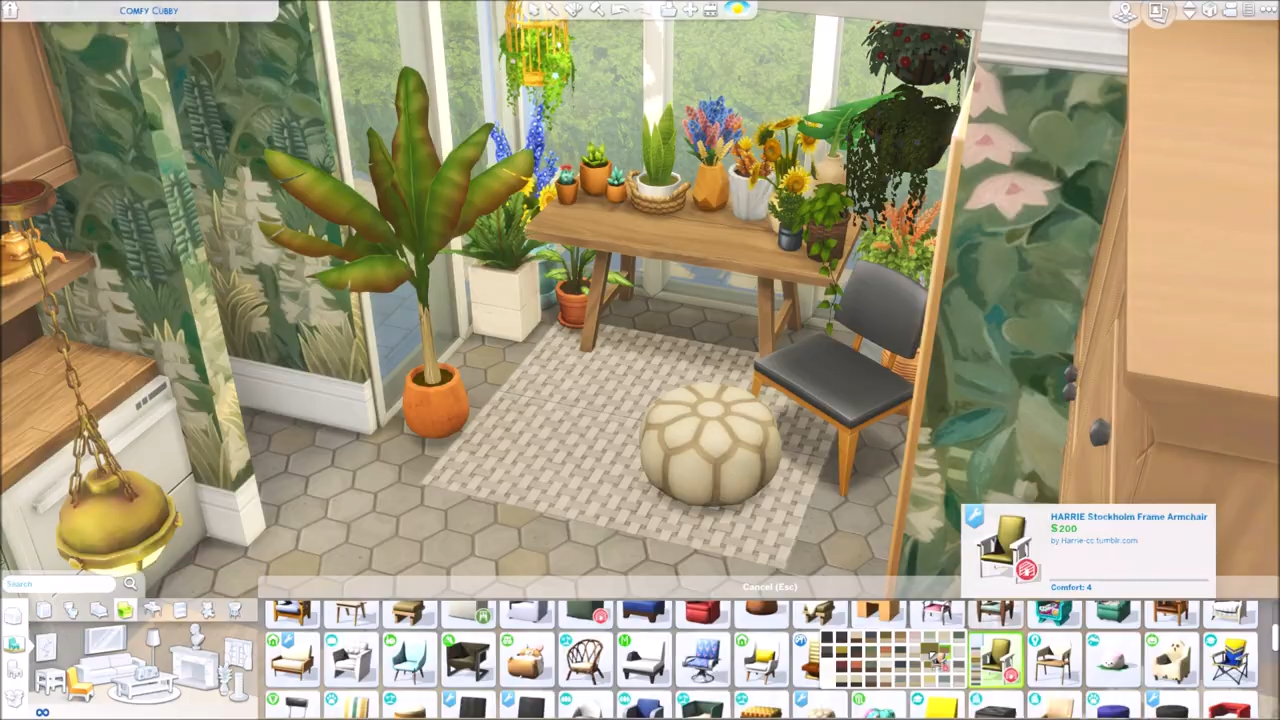 COMFY CUBBY
HARRIE Stockholm Frame Armchair
§200
by Harrie-cc.tumblr.com
Comfort: 4
Search
Cancel (Esc)